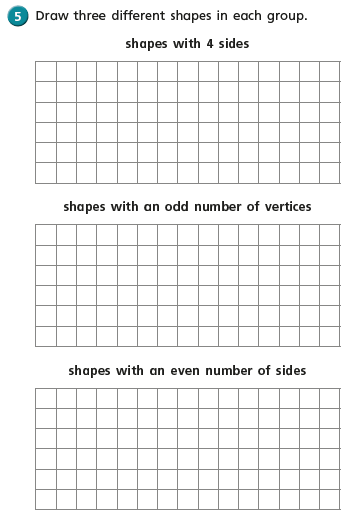 5 Draw three different shapes in each group.
shapes with 4 sides
shapes with an odd number of vertices
shapes with an even number of sides